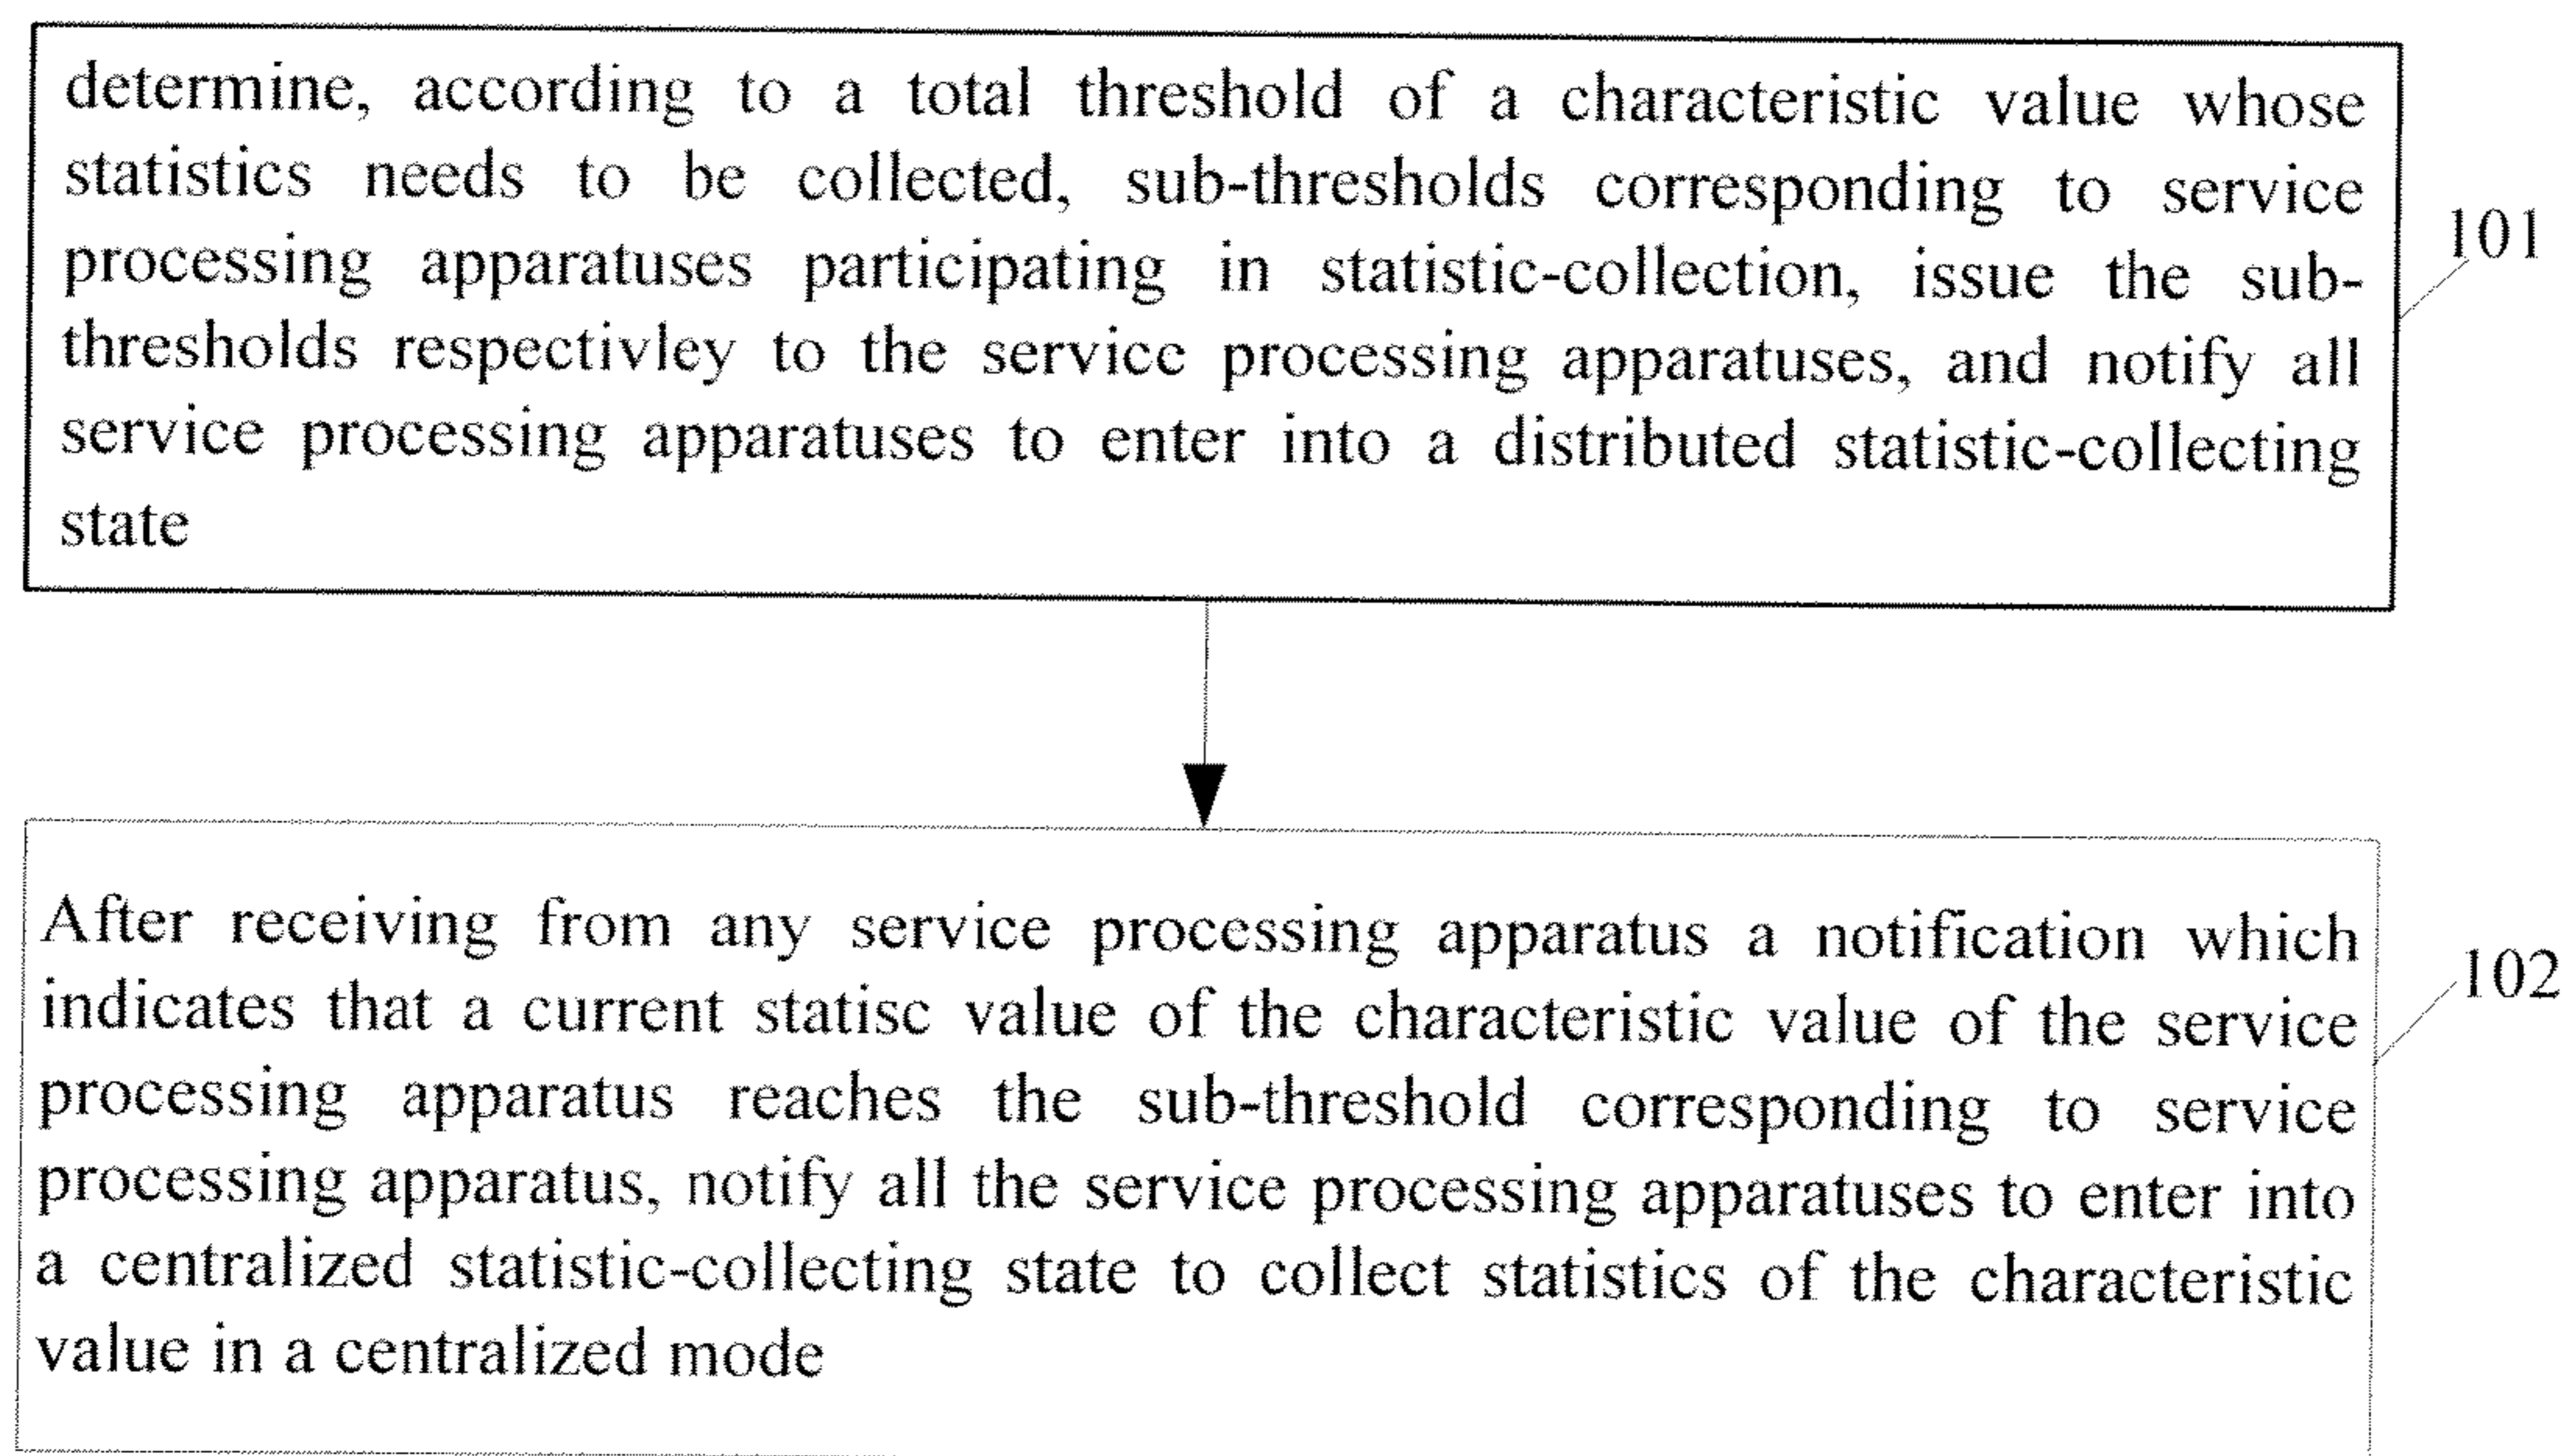 determine, according to a total threshold of a characteristic value whose
statistics needs to be collected, sub-thresholds corresponding to service
processing apparatuses participating in statistic-collection, issue the sub-
thresholds respectivley to the service processing apparatuses, and notify all
service processing apparatuses to enter into a distributed statistic-collecting
state
101
After receiving from any service processing apparatus a notification which
indicates that a current statisc value of the characteristic value of the service
processing apparatus reaches the sub-threshold corresponding to service
processing apparatus, notify all the service processing apparatuses to enter into
a centralized statistic-collecting state to collect statistics of the characteristic
value in a centralized mode
102